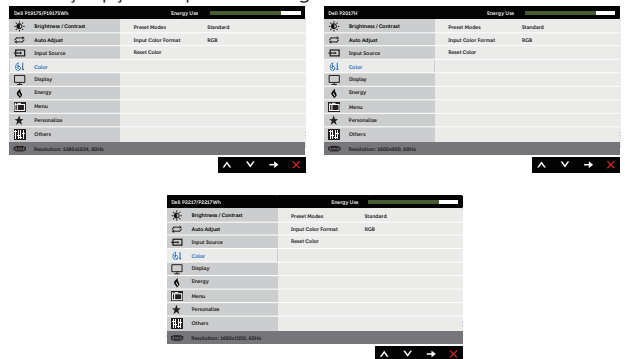 Dell P1917S/P1917SWh Energy Use
Brightness / Contrast Preset Modes Standard
Auto Adjust Input Color Format RGB
Input Source Reset Color
Color
Display
Energy
Menu
Personalize
Others
Resolution: 1280x1024, 60Hz
Dell P2017H Energy Use
Brightness / Contrast Preset Modes Standard
Auto Adjust Input Color Format RGB
Input Source Reset Color
Color
Display
Energy
Menu
Personalize
Others
Resolution: 1600x900, 60Hz
Dell P2217/P2217Wh Energy Use
Brightness / Contrast Preset Modes Standard
Auto Adjust Input Color Format RGB
Input Source Reset Color
Color
Display
Energy
Menu
Personalize
Others
Resolution: 1680x1050, 60Hz